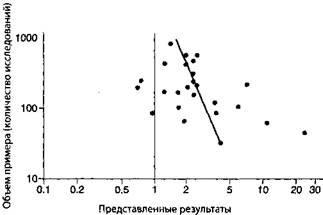 Объем примера (количество исследований)
1000
100
10
0.1 0.2 0.5 1 2 5 10 20 30
Представленные результаты